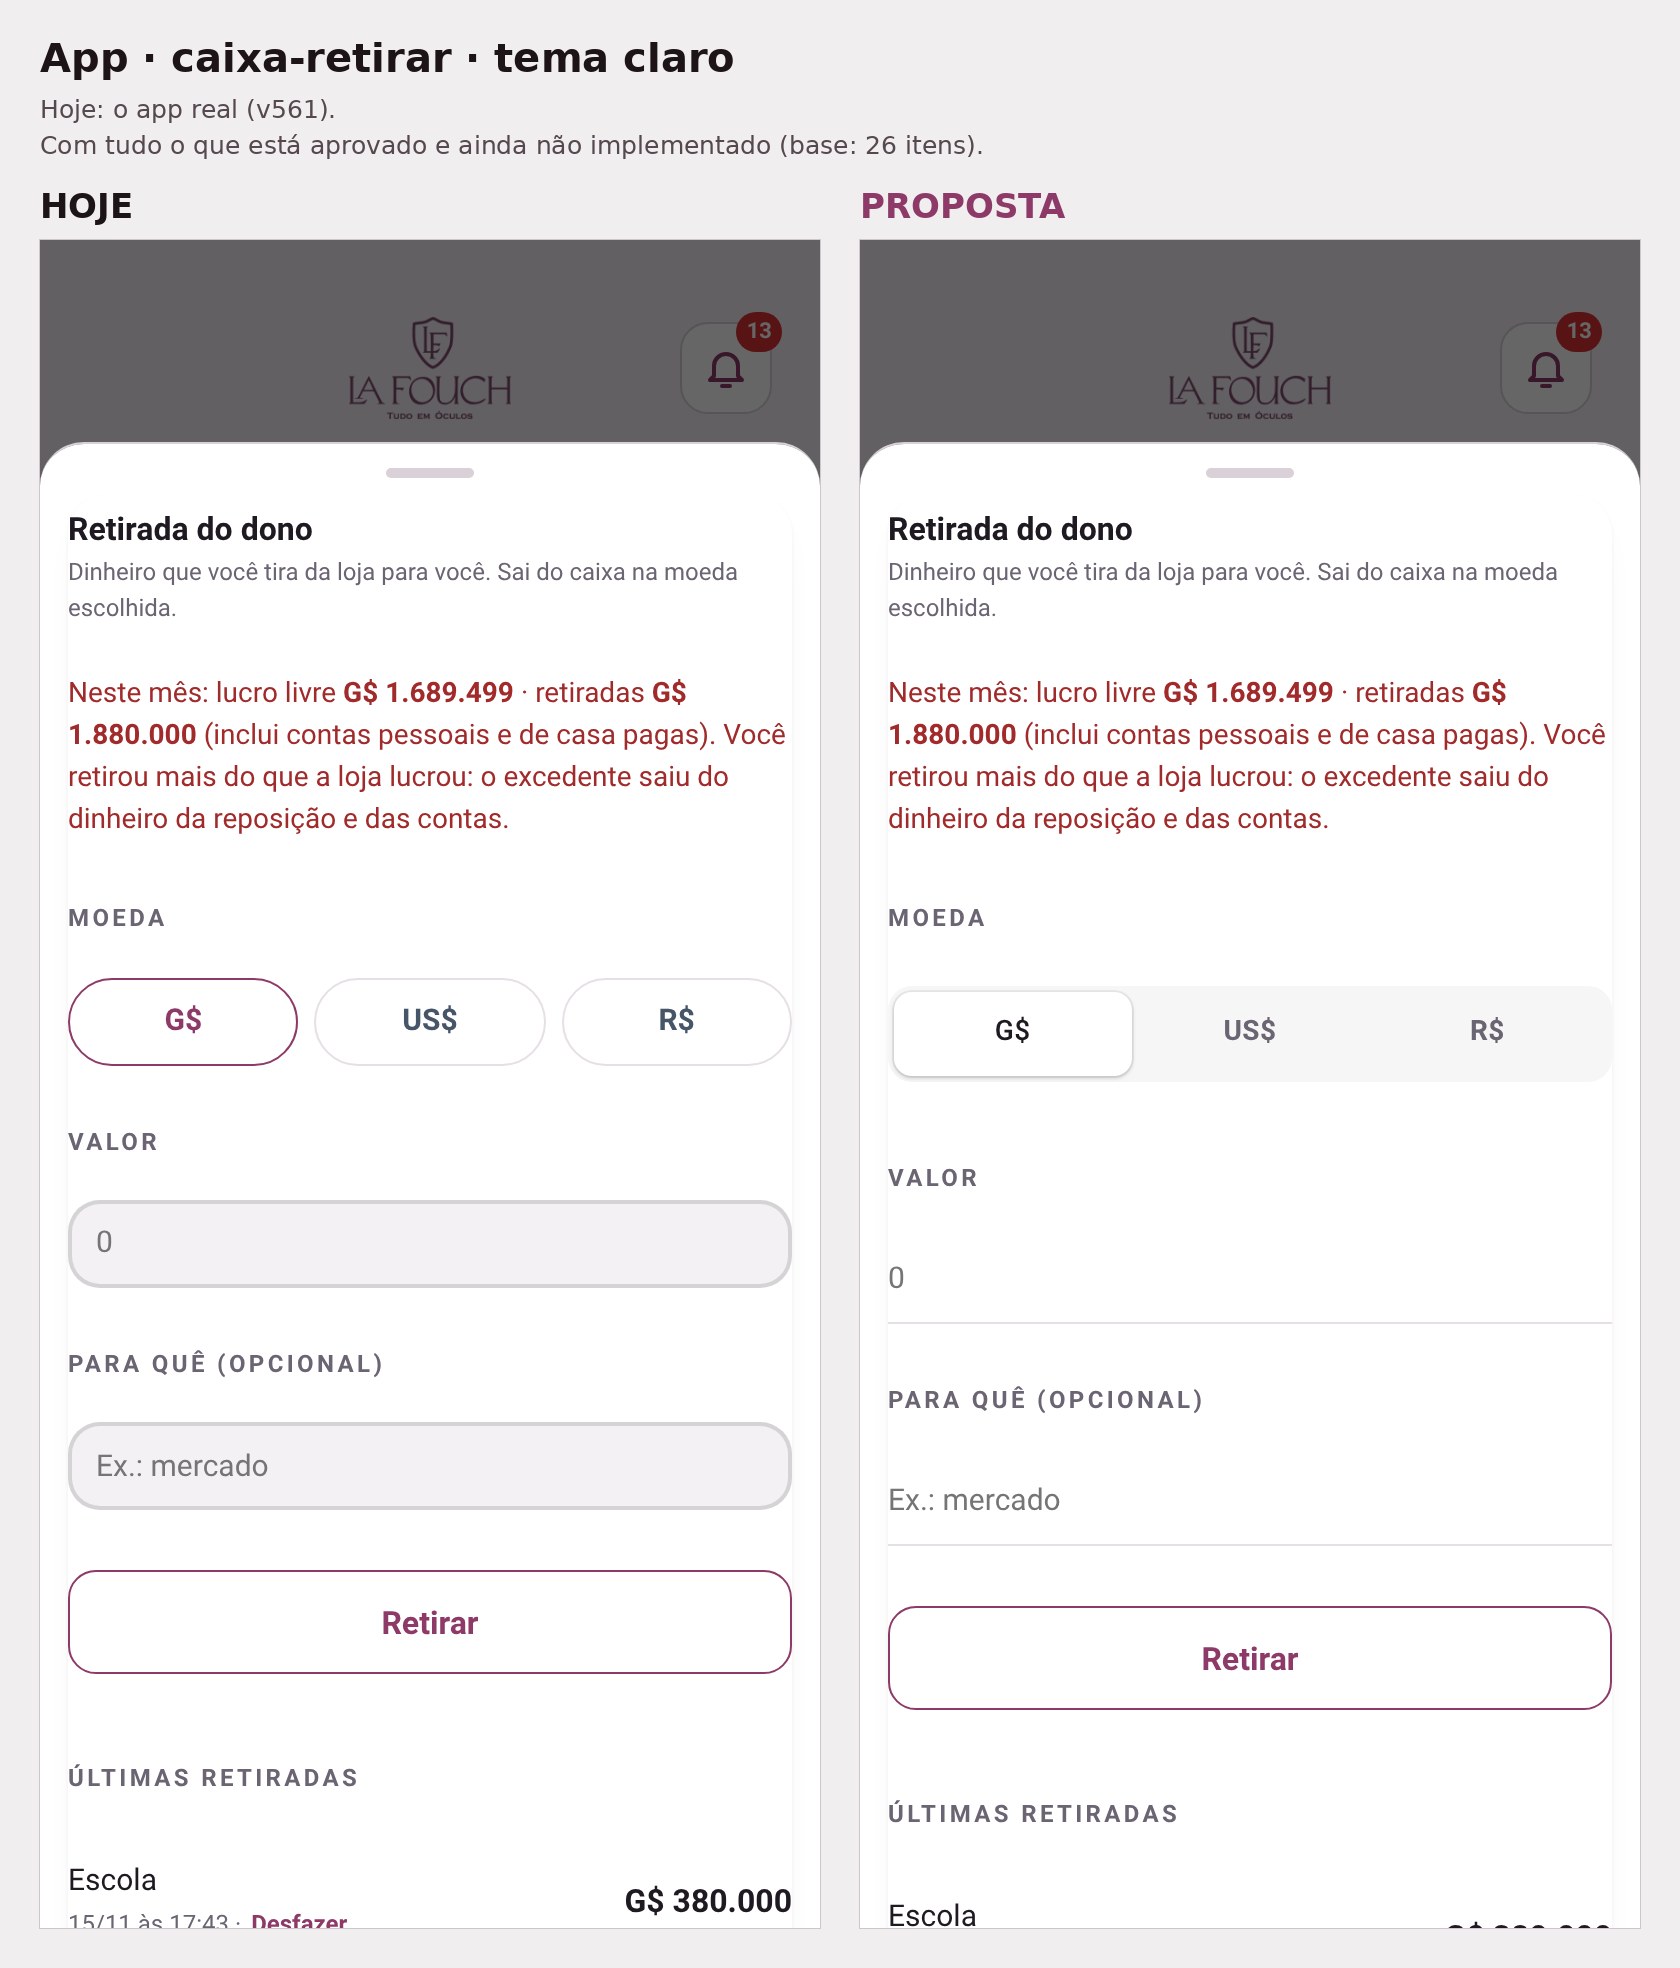 App · caixa-retirar · tema claro
Hoje: o app real (v561).
Com tudo o que está aprovado e ainda não implementado (base: 26 itens).
HOJE
LF
LA FOUCH
TUDO EM ÓCULOS
13
Retirada do dono
Dinheiro que você tira da loja para você. Sai do caixa na moeda
escolhida.
Neste mês: lucro livre G$ 1.689.499 · retiradas G$
1.880.000 (inclui contas pessoais e de casa pagas). Você
retirou mais do que a loja lucrou: o excedente saiu do
dinheiro da reposição e das contas.
MOEDA
G$ US$ R$
VALOR
0
PARA QUÊ (OPCIONAL)
Ex.: mercado
Retirar
ÚLTIMAS RETIRADAS
Escola
G$ 380.000
15/11 às 17:43 · Desfazer
PROPOSTA
LF
LA FOUCH
TUDO EM ÓCULOS
13
Retirada do dono
Dinheiro que você tira da loja para você. Sai do caixa na moeda
escolhida.
Neste mês: lucro livre G$ 1.689.499 · retiradas G$
1.880.000 (inclui contas pessoais e de casa pagas). Você
retirou mais do que a loja lucrou: o excedente saiu do
dinheiro da reposição e das contas.
MOEDA
G$ US$ R$
VALOR
0
PARA QUÊ (OPCIONAL)
Ex.: mercado
Retirar
ÚLTIMAS RETIRADAS
Escola